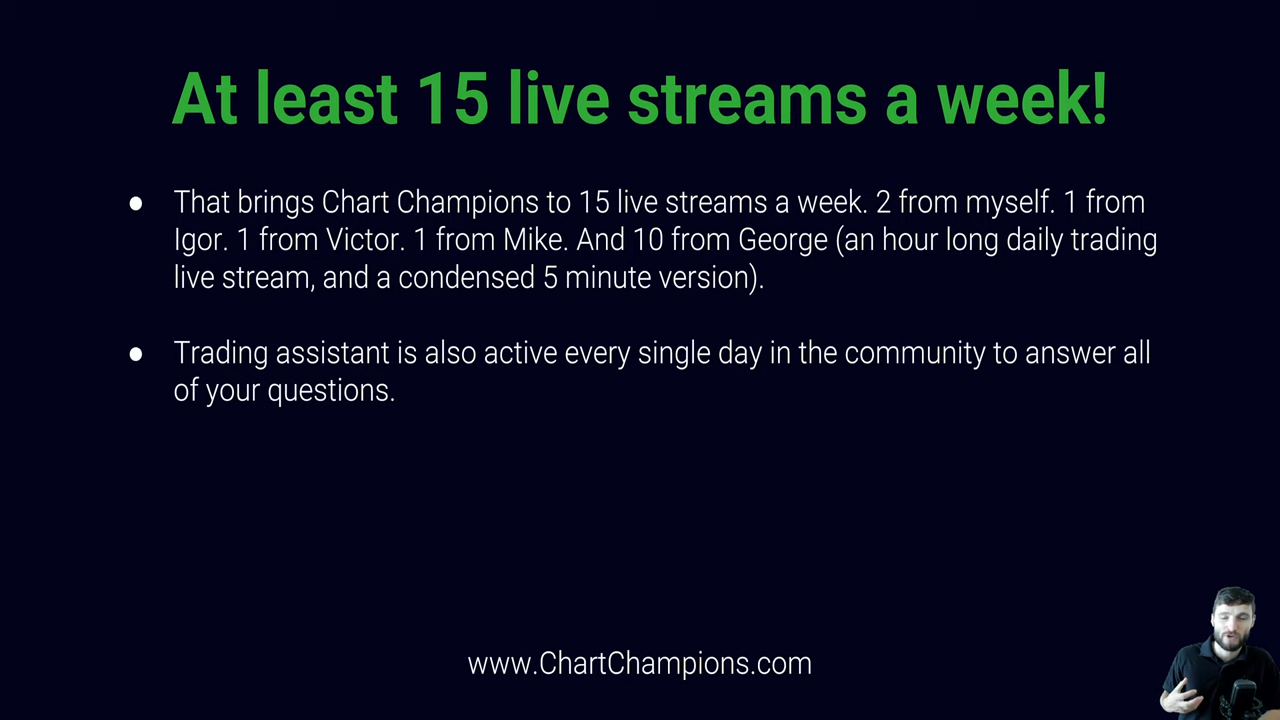 At least 15 live streams a week!
● That brings Chart Champions to 15 live streams a week. 2 from myself. 1 from
Igor. 1 from Victor. 1 from Mike. And 10 from George (an hour long daily trading
live stream, and a condensed 5 minute version).
● Trading assistant is also active every single day in the community to answer all
of your questions.
www.ChartChampions.com